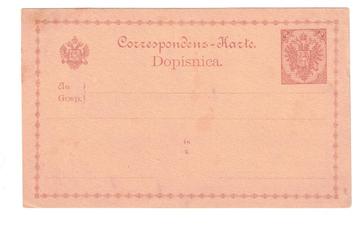 Correspondenz-Karte.
Dopisnica.
An
Gosp.
in
u